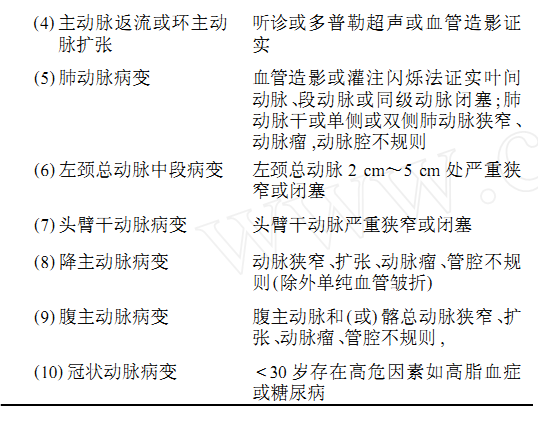 (4) 主动脉返流或环主动 听诊或多普勒超声或血管造影证
脉扩张 实
(5) 肺动脉病变 血管造影或灌注闪烁法证实叶间
动脉、段动脉或同级动脉闭塞;肺
动脉干或单侧或双侧肺动脉狭窄、
动脉瘤,动脉腔不规则
(6) 左颈总动脉中段病变 左颈总动脉 2 cm～5 cm 处严重狭
窄或闭塞
(7) 头臂干动脉病变 头臂干动脉严重狭窄或闭塞
(8) 降主动脉病变 动脉狭窄、扩张、动脉瘤、管腔不规
则(除外单纯血管皱折)
(9) 腹主动脉病变 腹主动脉和(或)髂总动脉狭窄、扩
张、动脉瘤、管腔不规则,
(10) 冠状动脉病变 <30 岁存在高危因素如高脂血症
或糖尿病
www.c